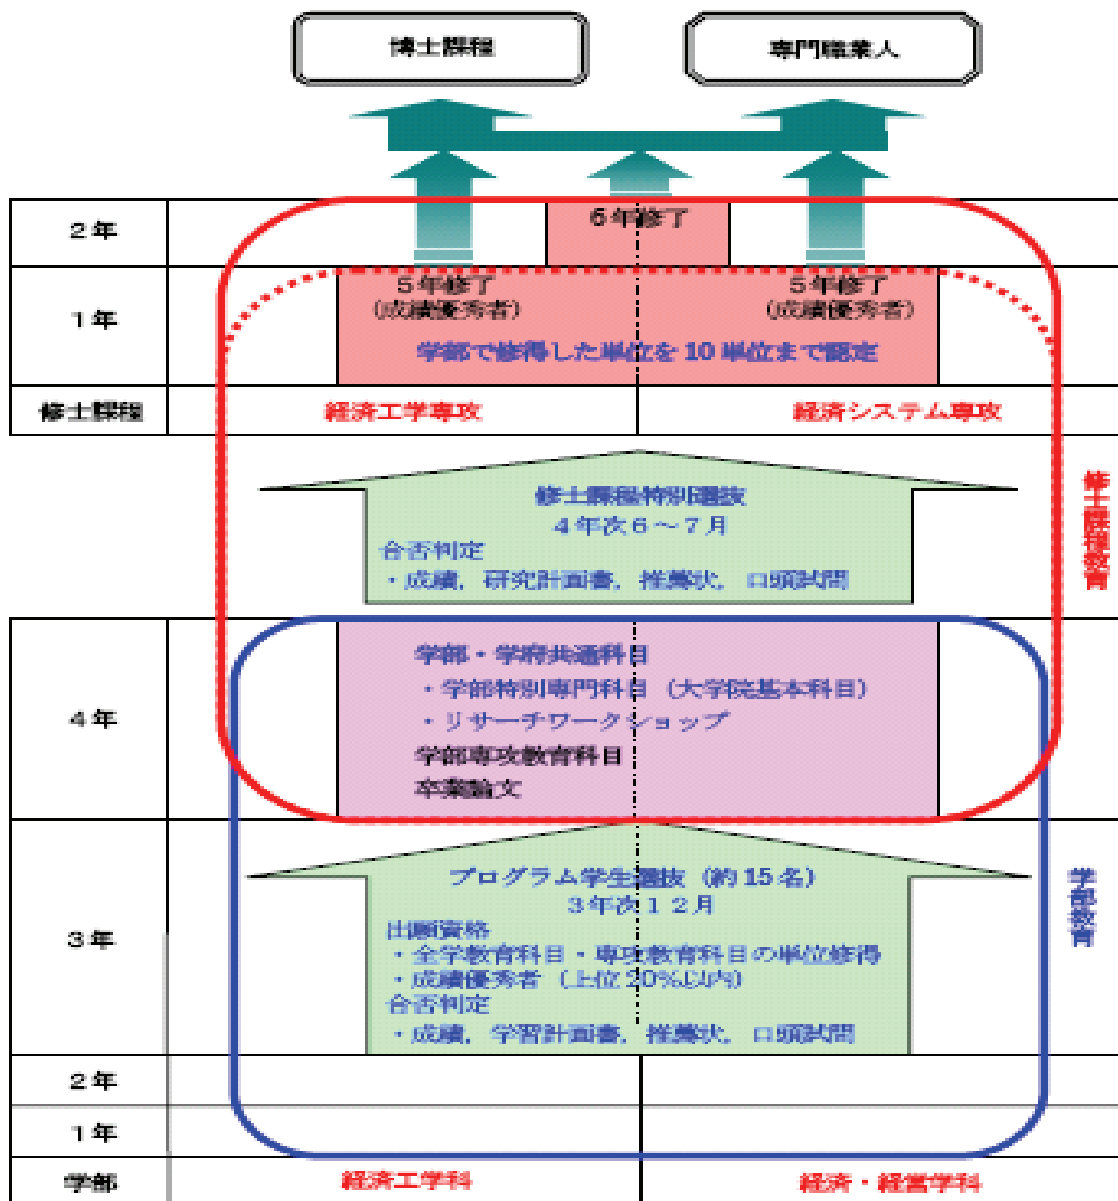 博士課程
専門職業人
2年
6年修了
1年
5年修了
(成績優秀者)
5年修了
(成績優秀者)
学部で修得した単位を10単位まで認定
修士課程
経済工学専攻
経済システム専攻
修士課程特別選抜
4年次6～7月
合否判定
・成績，研究計画書，推薦状，口頭試問
修士課程教育
4年
学部・学府共通科目
・学部特別専門科目（大学院基本科目）
・リサーチワークショップ
学部専攻教育科目
卒業論文
3年
プログラム学生選抜（約15名）
3年次12月
出願資格
・全学教育科目・専攻教育科目の単位修得
・成績優秀者（上位20%以内）
合否判定
・成績，学習計画書，推薦状，口頭試問
学部教育
2年
1年
学部
経済工学科
経済・経営学科